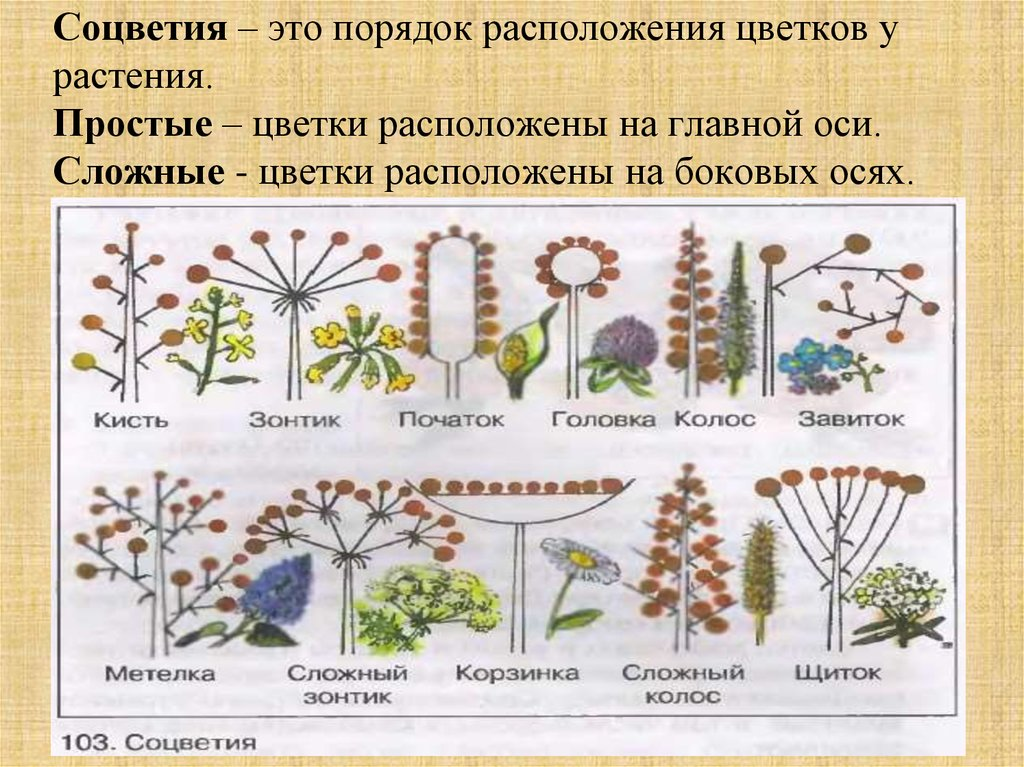 Соцветия – это порядок расположения цветков у
растения.
Простые – цветки расположены на главной оси.
Сложные - цветки расположены на боковых осях.
Кисть Зонтик Початок Головка Колос Завиток
Метелка Сложный зонтик Корзинка Сложный колос Щиток
103. Соцветия